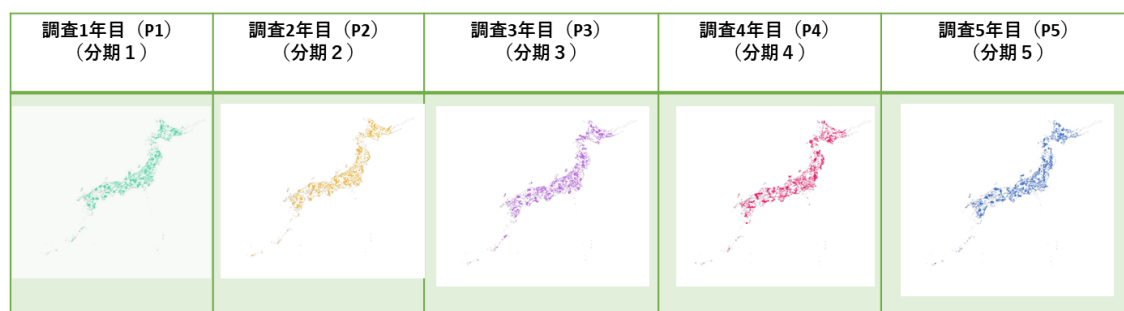 調査1年目（P1）
（分期１）
調査2年目（P2）
（分期２）
調査3年目（P3）
（分期３）
調査4年目（P4）
（分期４）
調査5年目（P5）
（分期５）